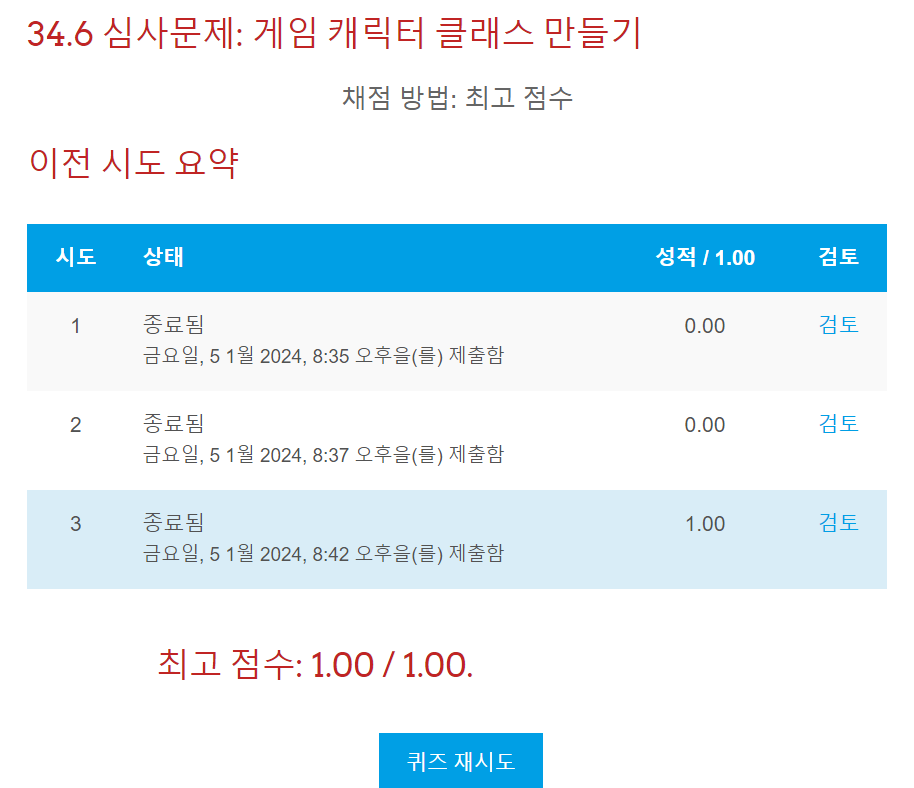 34.6 심사문제: 게임 캐릭터 클래스 만들기
채점 방법: 최고 점수
이전 시도 요약
시도 상태 성적 / 1.00 검토
1 종료됨 0.00 검토
금요일, 5 1월 2024, 8:35 오후을(를) 제출함
2 종료됨 0.00 검토
금요일, 5 1월 2024, 8:37 오후을(를) 제출함
3 종료됨 1.00 검토
금요일, 5 1월 2024, 8:42 오후을(를) 제출함
최고 점수: 1.00 / 1.00.
퀴즈 재시도